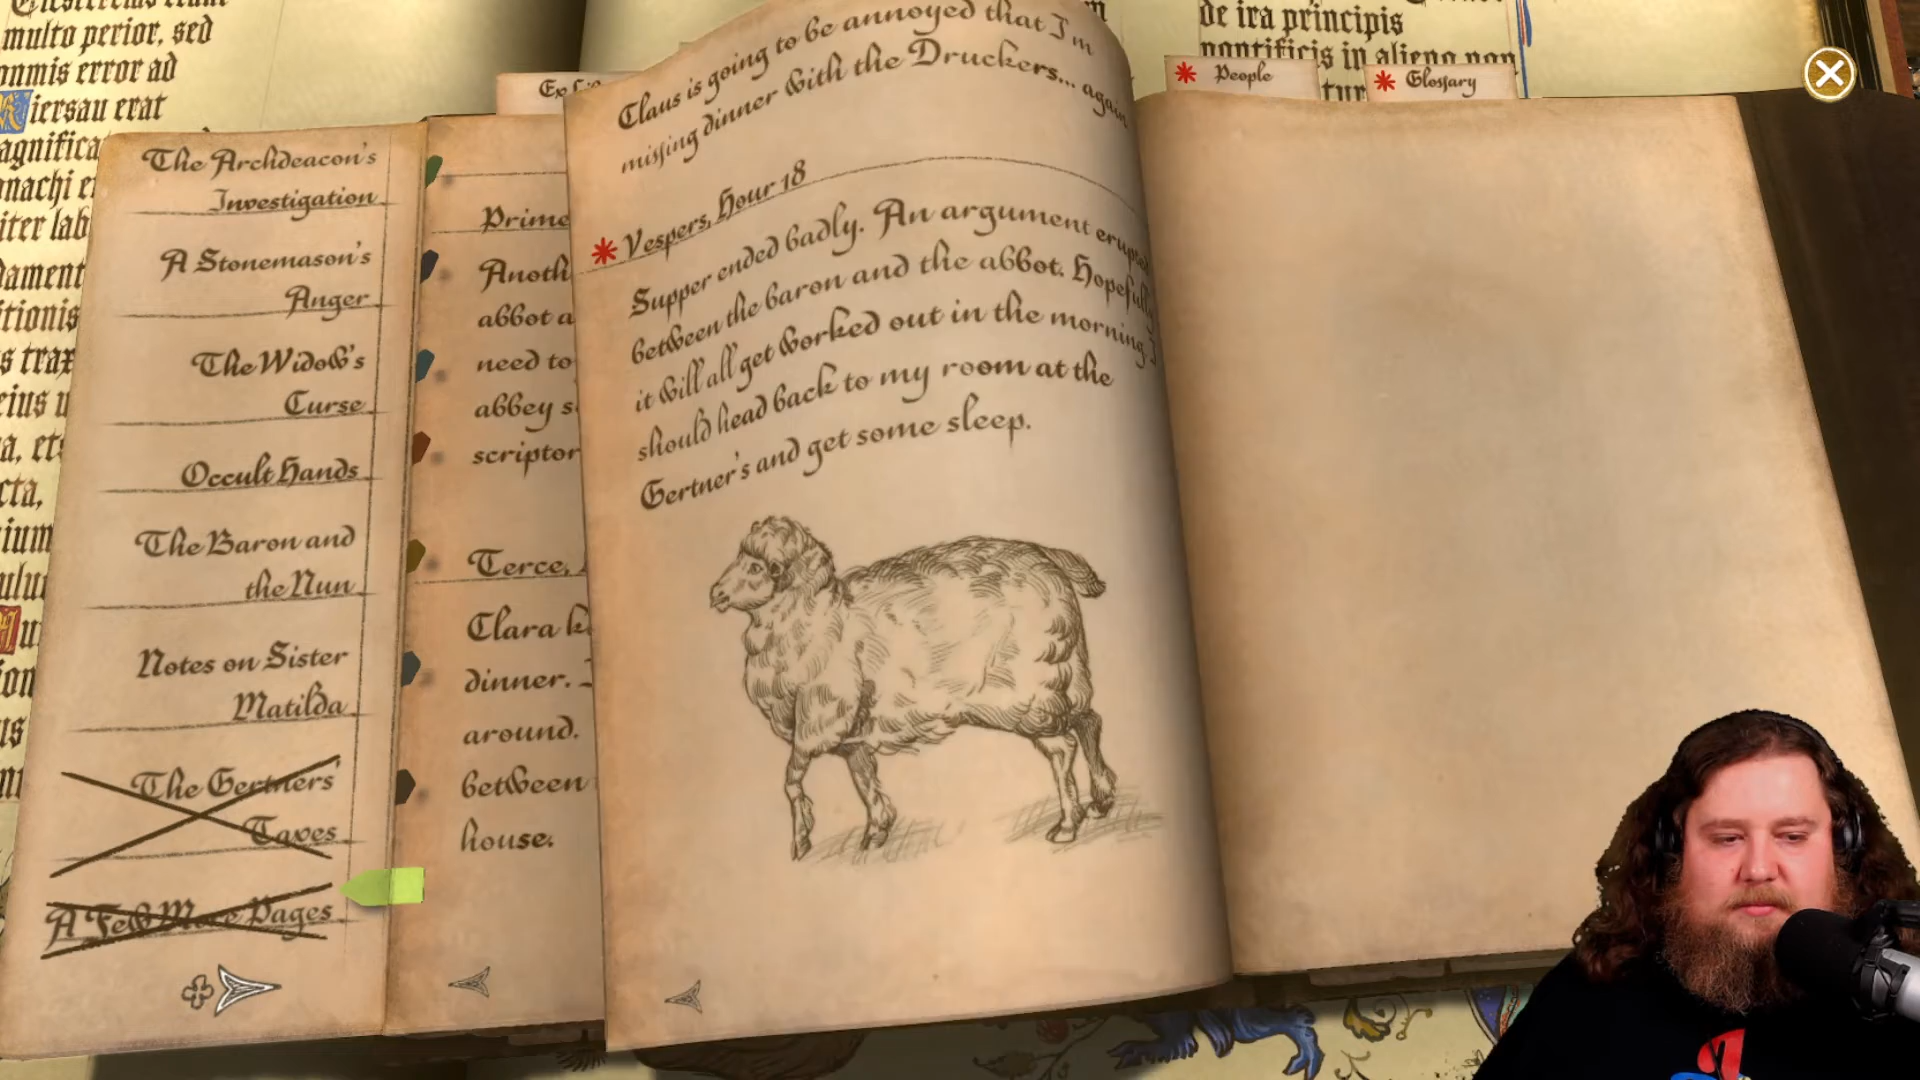 multo perior, sed
onmis error ad
iersau erat
de ira principis
pontificis in alieno non
People
Glossary
The Archdeacon's
Investigation
A Stonemason's
Anger
The Widow's
Curse
Occult Hands
The Baron and
the Nun
Notes on Sister
Matilda
The Gertners'
Taxes
A Few More Pages
Prime
Anoth
abbot a
need to
abbey s
scriptor
Terce,
Clara k
dinner.
around.
between
house.
Claus is going to be annoyed that I'm
missing dinner with the Druckers... again
Vespers, Hour 18
Supper ended badly. An argument erupted
between the baron and the abbot. Hopefully
it will all get worked out in the morning. I
should head back to my room at the
Gertner's and get some sleep.